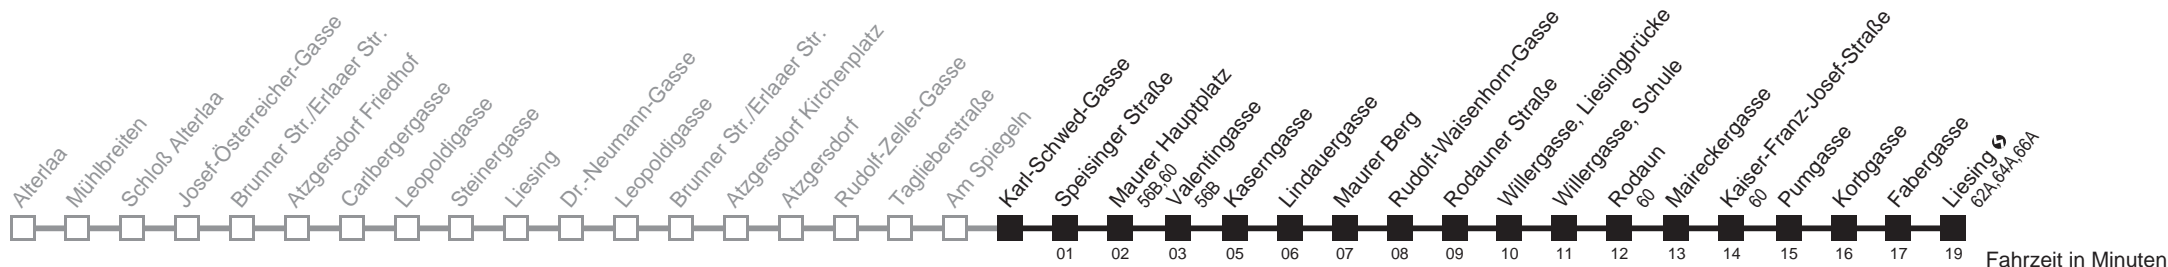 Alterlaa
Mühlbreiten
Schloß Alterlaa
Josef-Österreicher-Gasse
Brunner Str./Erlaaer Str.
Atzgersdorf Friedhof
Carlbergergasse
Leopoldigasse
Steinergasse
Liesing
Dr.-Neumann-Gasse
Leopoldigasse
Brunner Str./Erlaaer Str.
Atzgersdorf Kirchenplatz
Atzgersdorf
Rudolf-Zeller-Gasse
Taglieberstraße
Am Spiegeln
Karl-Schwed-Gasse
Speisinger Straße
Maurer Hauptplatz
56B,60
Valentingasse
56B
Kaserngasse
Lindauergasse
Maurer Berg
Rudolf-Waisenhorn-Gasse
Rodauner Straße
Willergasse, Liesingbrücke
Willergasse, Schule
Rodaun
60
Maireckergasse
Kaiser-Franz-Josef-Straße
60
Pumgasse
Korbgasse
Fabergasse
Liesing
62A,64A,66A
01 02 03 05 06 07 08 09 10 11 12 13 14 15 16 17 19 Fahrzeit in Minuten